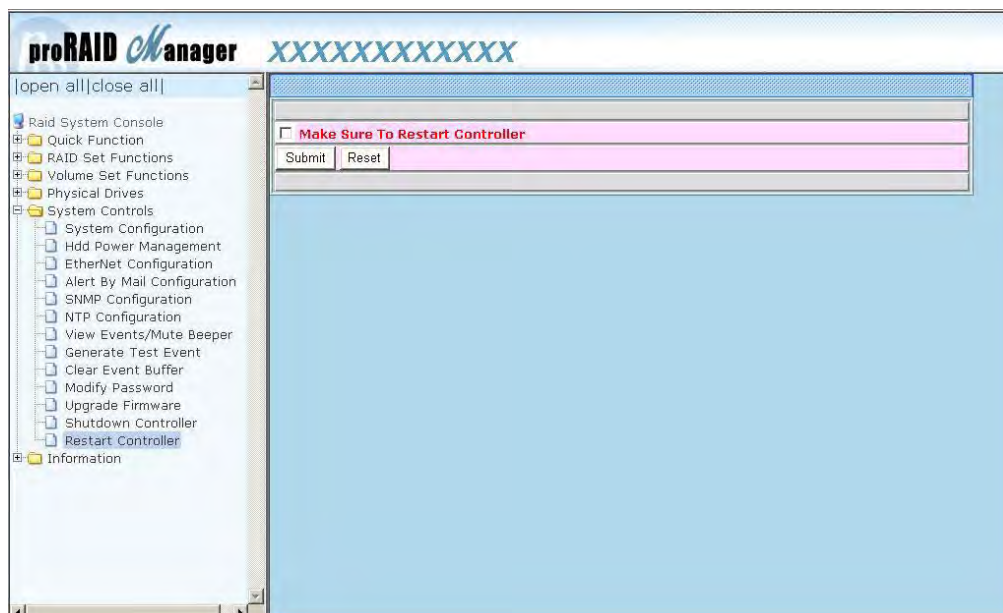 proRAID Manager XXXXXXXXXXXX
|open all|close all|
Raid System Console
Quick Function
RAID Set Functions
Volume Set Functions
Physical Drives
System Controls
System Configuration
Hdd Power Management
EtherNet Configuration
Alert By Mail Configuration
SNMP Configuration
NTP Configuration
View Events/Mute Beeper
Generate Test Event
Clear Event Buffer
Modify Password
Upgrade Firmware
Shutdown Controller
Restart Controller
Information
Make Sure To Restart Controller
Submit Reset